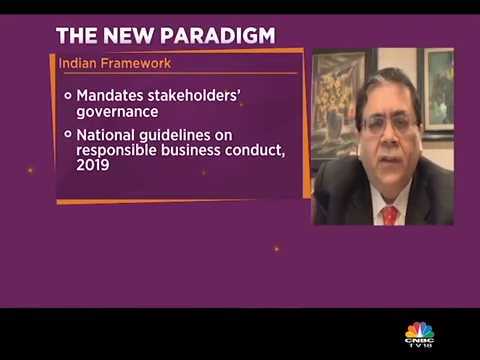 THE NEW PARADIGM
Indian Framework
Mandates stakeholders'
governance
National guidelines on
responsible business conduct,
2019
CNBC
TV18